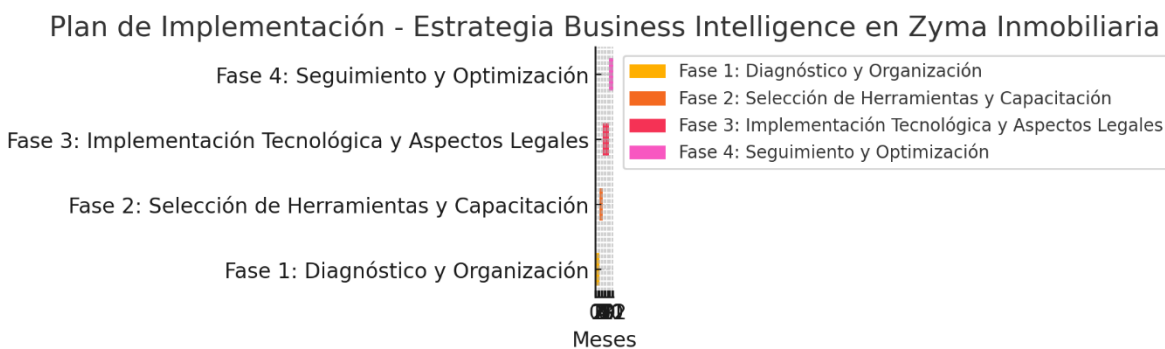 Plan de Implementación - Estrategia Business Intelligence en Zyma Inmobiliaria
Fase 4: Seguimiento y Optimización
Fase 3: Implementación Tecnológica y Aspectos Legales
Fase 2: Selección de Herramientas y Capacitación
Fase 1: Diagnóstico y Organización
Meses
Fase 1: Diagnóstico y Organización
Fase 2: Selección de Herramientas y Capacitación
Fase 3: Implementación Tecnológica y Aspectos Legales
Fase 4: Seguimiento y Optimización